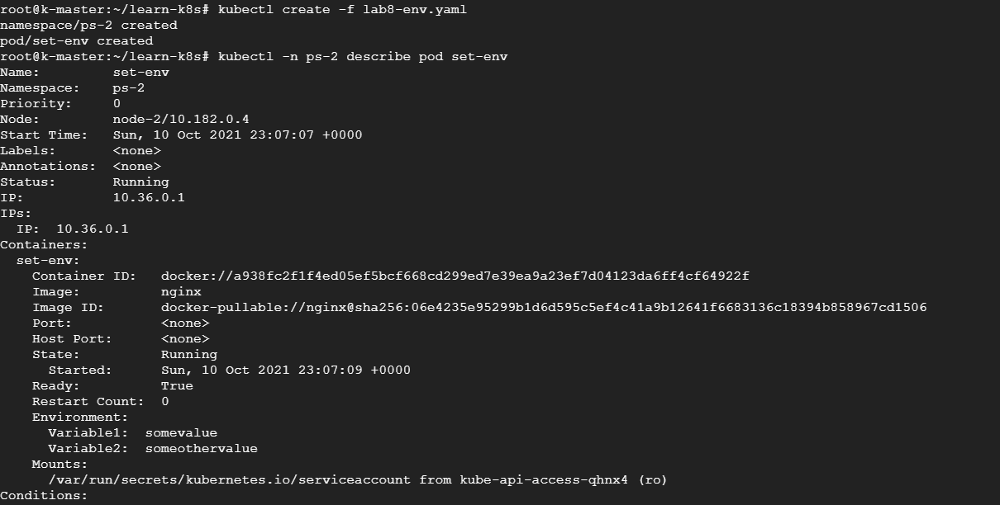 root@k-master:~/learn-k8s# kubectl create -f lab8-env.yaml
namespace/ps-2 created
pod/set-env created
root@k-master:~/learn-k8s# kubectl -n ps-2 describe pod set-env
Name:         set-env
Namespace:    ps-2
Priority:     0
Node:         node-2/10.182.0.4
Start Time:   Sun, 10 Oct 2021 23:07:07 +0000
Labels:       <none>
Annotations:  <none>
Status:       Running
IP:           10.36.0.1
IPs:
  IP:  10.36.0.1
Containers:
  set-env:
    Container ID:   docker://a938fc2f1f4ed05ef5bcf668cd299ed7e39ea9a23ef7d04123da6ff4cf64922f
    Image:          nginx
    Image ID:       docker-pullable://nginx@sha256:06e4235e95299b1d6d595c5ef4c41a9b12641f6683136c18394b858967cd1506
    Port:           <none>
    Host Port:      <none>
    State:          Running
      Started:      Sun, 10 Oct 2021 23:07:09 +0000
    Ready:          True
    Restart Count:  0
    Environment:
      Variable1:  somevalue
      Variable2:  someothervalue
    Mounts:
      /var/run/secrets/kubernetes.io/serviceaccount from kube-api-access-qhnx4 (ro)
Conditions: